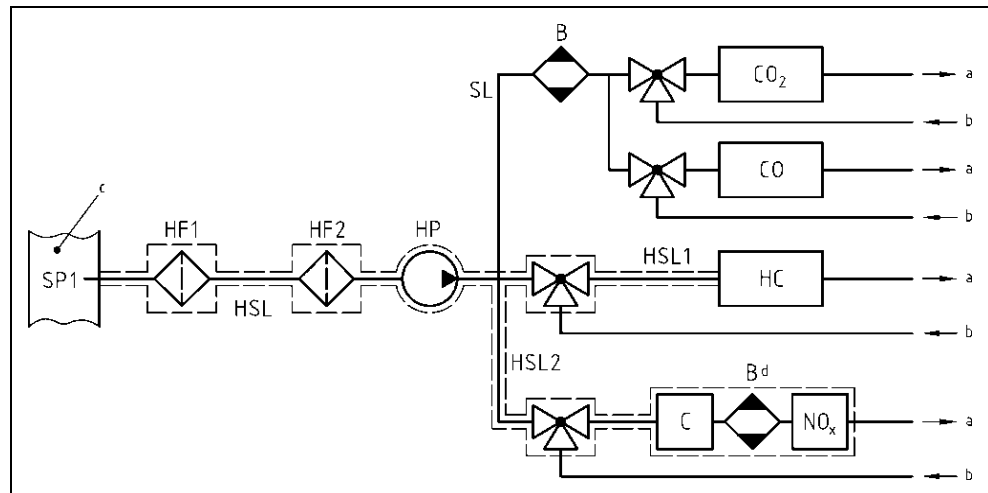 B
SL
CO₂
a
b
CO
a
b
c
HF1
HF2
HP
SP1
HSL
HSL1
HC
a
b
HSL2
Bᵈ
C
NOₓ
a
b